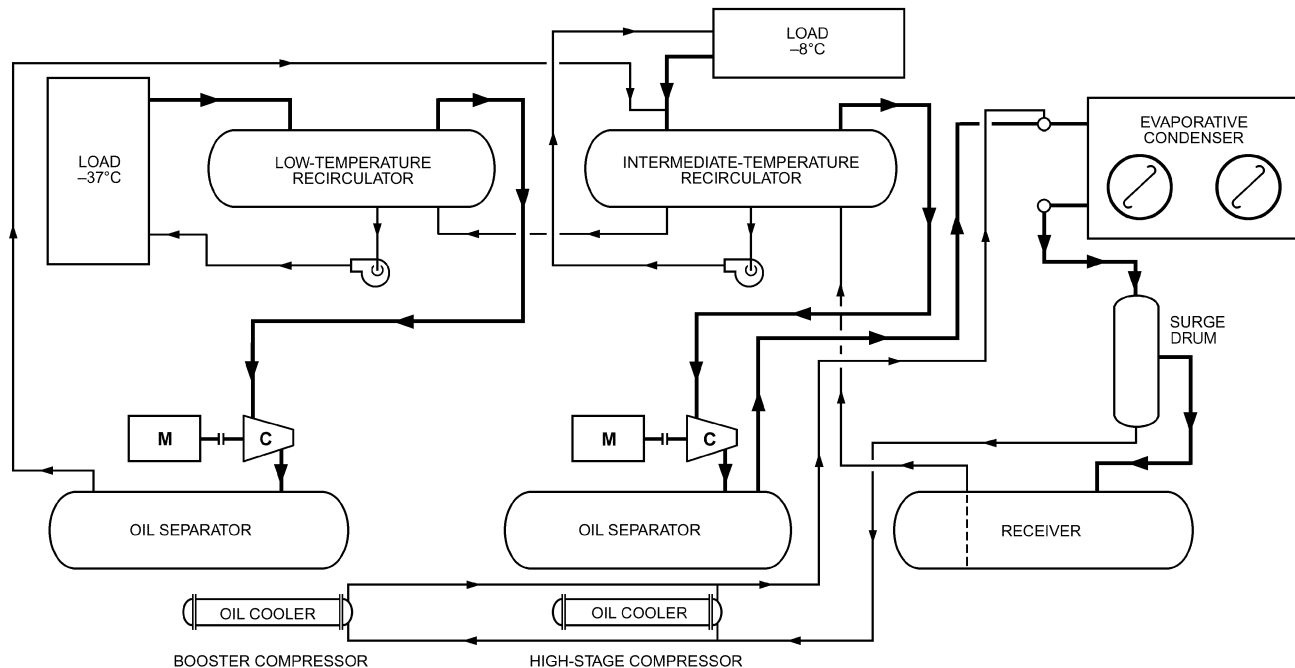 LOAD
–8°C
LOAD
–37°C
LOW-TEMPERATURE
RECIRCULATOR
INTERMEDIATE-TEMPERATURE
RECIRCULATOR
EVAPORATIVE
CONDENSER
SURGE
DRUM
M
C
M
C
OIL SEPARATOR
OIL SEPARATOR
RECEIVER
OIL COOLER
OIL COOLER
BOOSTER COMPRESSOR
HIGH-STAGE COMPRESSOR